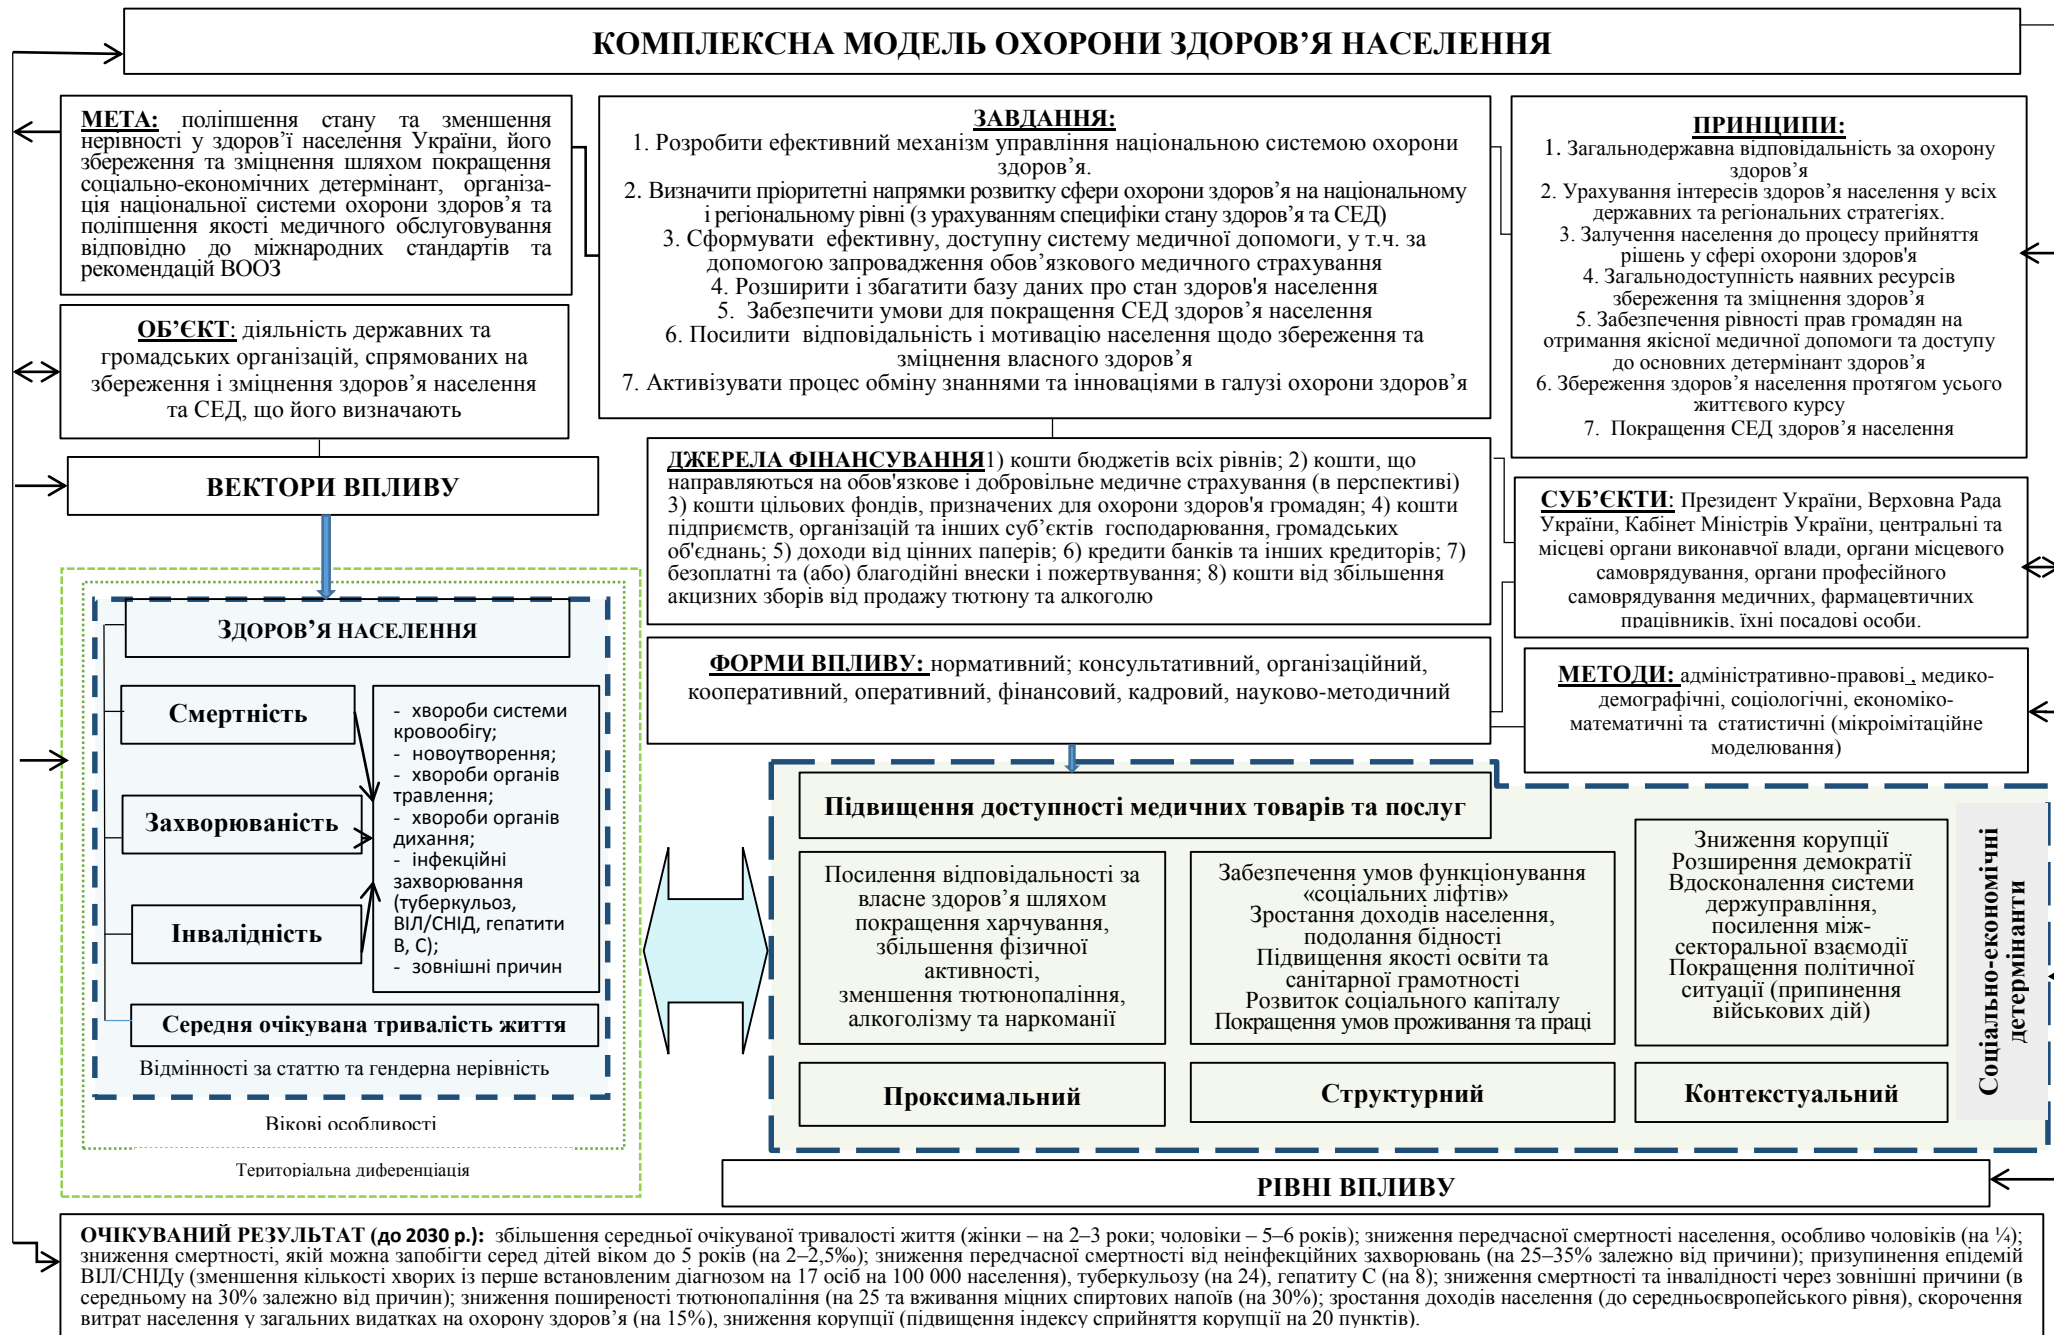 КОМПЛЕКСНА МОДЕЛЬ ОХОРОНИ ЗДОРОВ’Я НАСЕЛЕННЯ
МЕТА: поліпшення стану та зменшення
нерівності у здоров’ї населення України, його
збереження та зміцнення шляхом покращення
соціально-економічних детермінант, організа-
ція національної системи охорони здоров’я та
поліпшення якості медичного обслуговування
відповідно до міжнародних стандартів та
рекомендацій ВООЗ
ЗАВДАННЯ:
1. Розробити ефективний механізм управління національною системою охорони
здоров’я.
2. Визначити пріоритетні напрямки розвитку сфери охорони здоров’я на національному
і регіональному рівні (з урахуванням специфіки стану здоров’я та СЕД)
3. Сформувати ефективну, доступну систему медичної допомоги, у т.ч. за
допомогою запровадження обов’язкового медичного страхування
4. Розширити і збагатити базу даних про стан здоров'я населення
5. Забезпечити умови для покращення СЕД здоров’я населення
6. Посилити відповідальність і мотивацію населення щодо збереження та
зміцнення власного здоров’я
7. Активізувати процес обміну знаннями та інноваціями в галузі охорони здоров’я
ПРИНЦИПИ:
1. Загальнодержавна відповідальність за охорону
здоров’я
2. Урахування інтересів здоров’я населення у всіх
державних та регіональних стратегіях.
3. Залучення населення до процесу прийняття
рішень у сфері охорони здоров'я
4. Загальнодоступність наявних ресурсів
збереження та зміцнення здоров’я
5. Забезпечення рівності прав громадян на
отримання якісної медичної допомоги та доступу
до основних детермінант здоров’я
6. Збереження здоров’я населення протягом усього
життєвого курсу
7. Покращення СЕД здоров’я населення
ОБ’ЄКТ: діяльність державних та
громадських організацій, спрямованих на
збереження і зміцнення здоров’я населення
та СЕД, що його визначають
ВЕКТОРИ ВПЛИВУ
ДЖЕРЕЛА ФІНАНСУВАННЯ1) кошти бюджетів всіх рівнів; 2) кошти, що
направляються на обов'язкове і добровільне медичне страхування (в перспективі)
3) кошти цільових фондів, призначених для охорони здоров'я громадян; 4) кошти
підприємств, організацій та інших суб’єктів господарювання, громадських
об'єднань; 5) доходи від цінних паперів; 6) кредити банків та інших кредиторів; 7)
безоплатні та (або) благодійні внески і пожертвування; 8) кошти від збільшення
акцизних зборів від продажу тютюну та алкоголю
СУБ’ЄКТИ: Президент України, Верховна Рада
України, Кабінет Міністрів України, центральні та
місцеві органи виконавчої влади, органи місцевого
самоврядування, органи професійного
самоврядування медичних, фармацевтичних
працівників, їхні посадові особи.
ФОРМИ ВПЛИВУ: нормативний; консультативний, організаційний,
кооперативний, оперативний, фінансовий, кадровий, науково-методичний
МЕТОДИ: адміністративно-правові , медико-
демографічні, соціологічні, економіко-
математичні та статистичні (мікроімітаційне
моделювання)
ЗДОРОВ’Я НАСЕЛЕННЯ
Смертність
Захворюваність
Інвалідність
- хвороби системи
кровообігу;
- новоутворення;
- хвороби органів
травлення;
- хвороби органів
дихання;
- інфекційні
захворювання
(туберкульоз,
ВІЛ/СНІД, гепатити
В, С);
- зовнішні причин
Середня очікувана тривалість життя
Відмінності за статтю та гендерна нерівність
Вікові особливості
Територіальна диференціація
Підвищення доступності медичних товарів та послуг
Посилення відповідальності за
власне здоров’я шляхом
покращення харчування,
збільшення фізичної
активності,
зменшення тютюнопаління,
алкоголізму та наркоманії
Забезпечення умов функціонування
«соціальних ліфтів»
Зростання доходів населення,
подолання бідності
Підвищення якості освіти та
санітарної грамотності
Розвиток соціального капіталу
Покращення умов проживання та праці
Зниження корупції
Розширення демократії
Вдосконалення системи
держуправління,
посилення між-
секторальної взаємодії
Покращення політичної
ситуації (припинення
військових дій)
Соціально-економічні
детермінанти
Проксимальний
Структурний
Контекстуальний
РІВНІ ВПЛИВУ
ОЧІКУВАНИЙ РЕЗУЛЬТАТ (до 2030 р.): збільшення середньої очікуваної тривалості життя (жінки – на 2–3 роки; чоловіки – 5–6 років); зниження передчасної смертності населення, особливо чоловіків (на ¼);
зниження смертності, якій можна запобігти серед дітей віком до 5 років (на 2–2,5‰); зниження передчасної смертності від неінфекційних захворювань (на 25–35% залежно від причини); призупинення епідемій
ВІЛ/СНІДу (зменшення кількості хворих із перше встановленим діагнозом на 17 осіб на 100 000 населення), туберкульозу (на 24), гепатиту С (на 8); зниження смертності та інвалідності через зовнішні причини (в
середньому на 30% залежно від причин); зниження поширеності тютюнопаління (на 25 та вживання міцних спиртових напоїв (на 30%); зростання доходів населення (до середньоєвропейського рівня), скорочення
витрат населення у загальних видатках на охорону здоров’я (на 15%), зниження корупції (підвищення індексу сприйняття корупції на 20 пунктів).